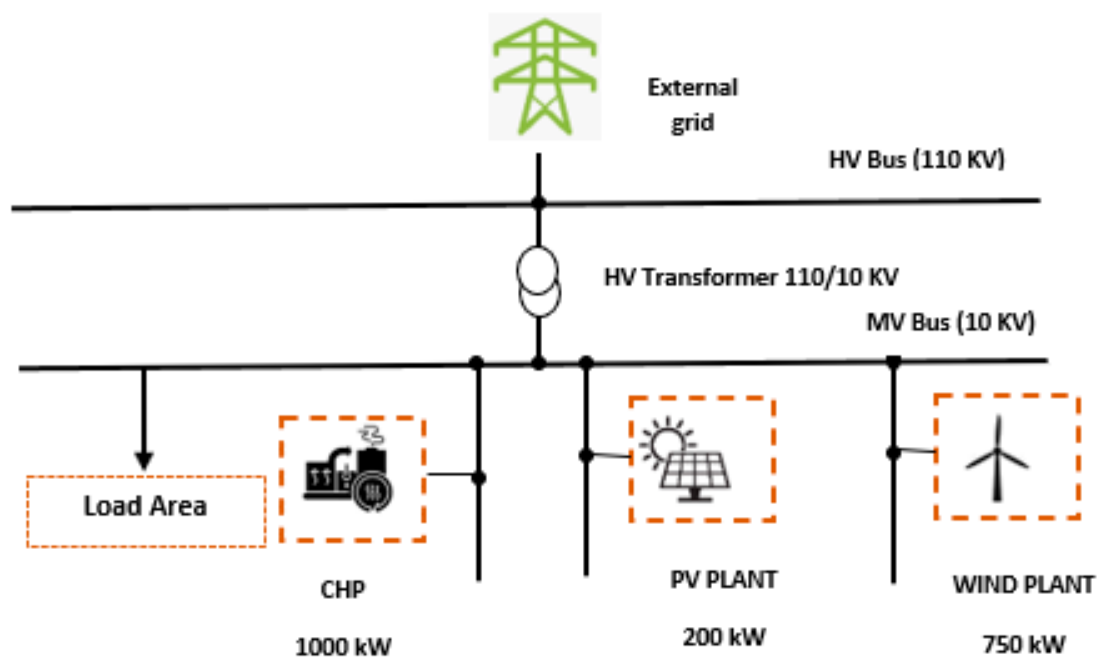 External
grid
HV Bus (110 KV)
HV Transformer 110/10 KV
MV Bus (10 KV)
Load Area
CHP
1000 kW
PV PLANT
200 kW
WIND PLANT
750 kW